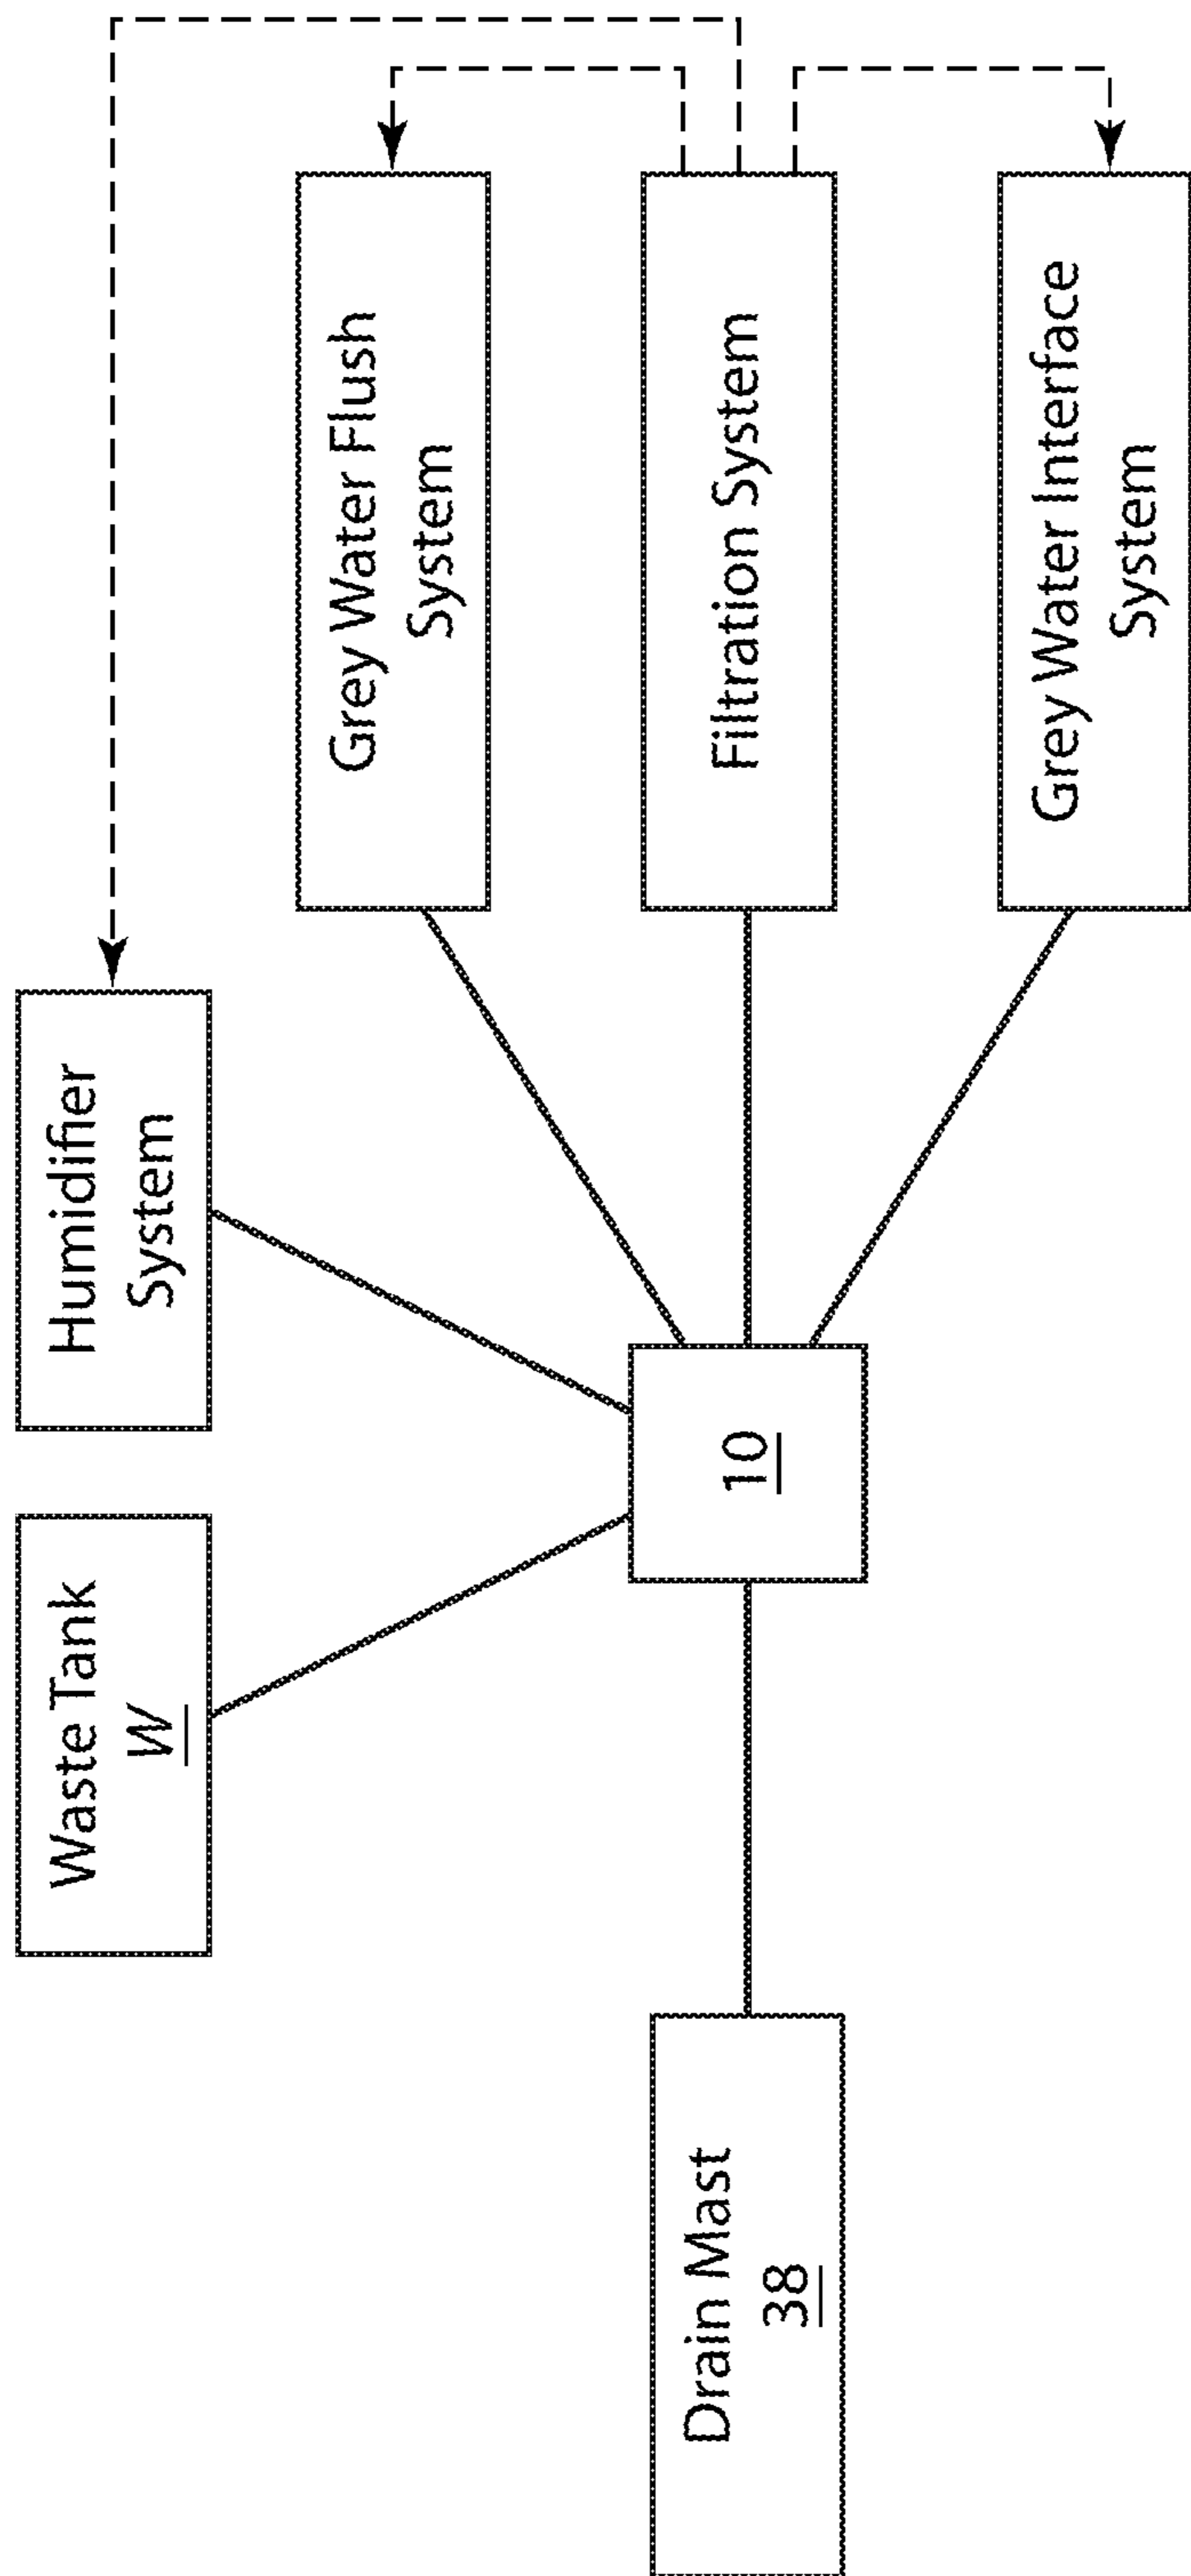 Waste Tank
W
Humidifier
System
Grey Water Flush
System
Drain Mast
38
10
Filtration System
Grey Water Interface
System